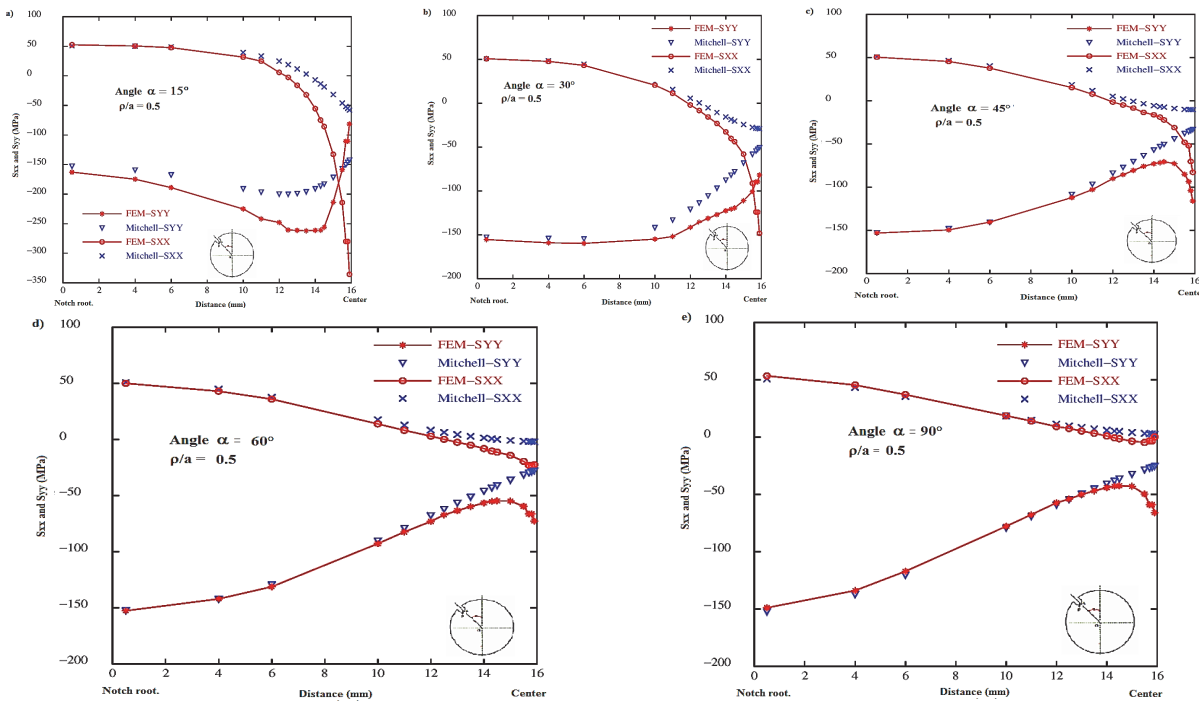 a)
Sxx and Syy (MPa)
100
50
0
−50
−100
−150
−200
−250
−300
−350
Angle α = 15°
ρ/a = 0.5
FEM−SYY
Mitchell−SYY
FEM−SXX
Mitchell−SXX
0 2 4 6 8 10 12 14 16
Notch root. Distance (mm) Center
b)
Sxx and Syy (MPa)
100
50
0
−50
−100
−150
−200
FEM−SYY
Mitchell−SYY
FEM−SXX
Mitchell−SXX
Angle α = 30°
ρ/a = 0.5
0 2 4 6 8 10 12 14 16
Notch root. Distance (mm) Center
c)
Sxx and Syy (MPa)
100
50
0
−50
−100
−150
−200
FEM−SYY
Mitchell−SYY
FEM−SXX
Mitchell−SXX
Angle α = 45°
ρ/a = 0.5
0 2 4 6 8 10 12 14 16
Notch root. Distance (mm) Center
d)
Sxx and Syy (MPa)
100
50
0
−50
−100
−150
−200
FEM−SYY
Mitchell−SYY
FEM−SXX
Mitchell−SXX
Angle α = 60°
ρ/a = 0.5
0 2 4 6 8 10 12 14 16
Notch root. Distance (mm) Center
e)
Sxx and Syy (MPa)
100
50
0
−50
−100
−150
−200
FEM−SYY
Mitchell−SYY
FEM−SXX
Mitchell−SXX
Angle α = 90°
ρ/a = 0.5
0 2 4 6 8 10 12 14 16
Notch root. Distance (mm) Center